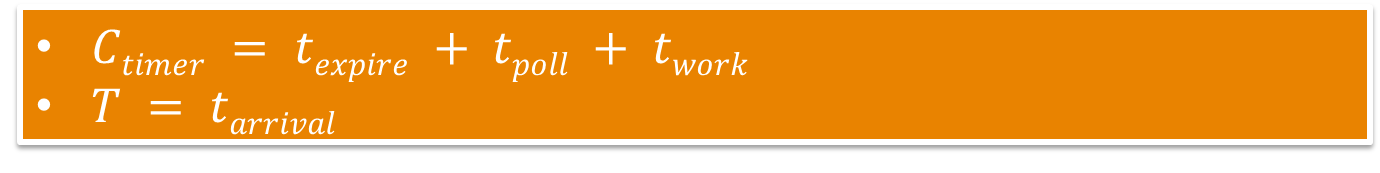 • C_timer = t_expire + t_poll + t_work
• T = t_arrival